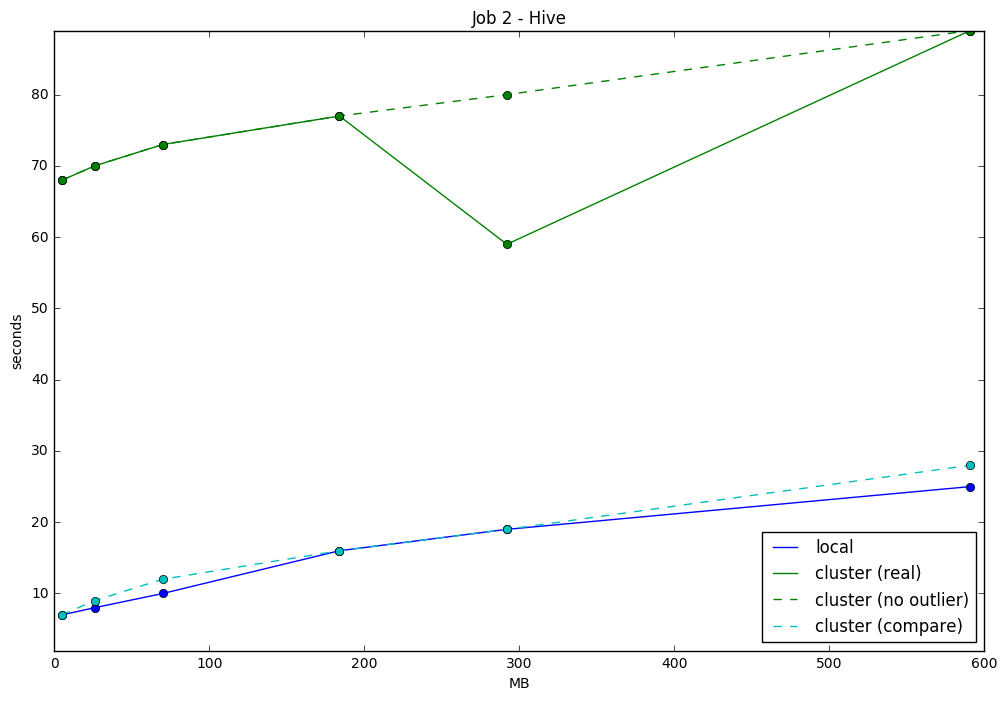 Job 2 - Hive
80
70
60
50
40
30
20
10
seconds
0
100
200
300
400
500
600
MB
local
cluster (real)
cluster (no outlier)
cluster (compare)